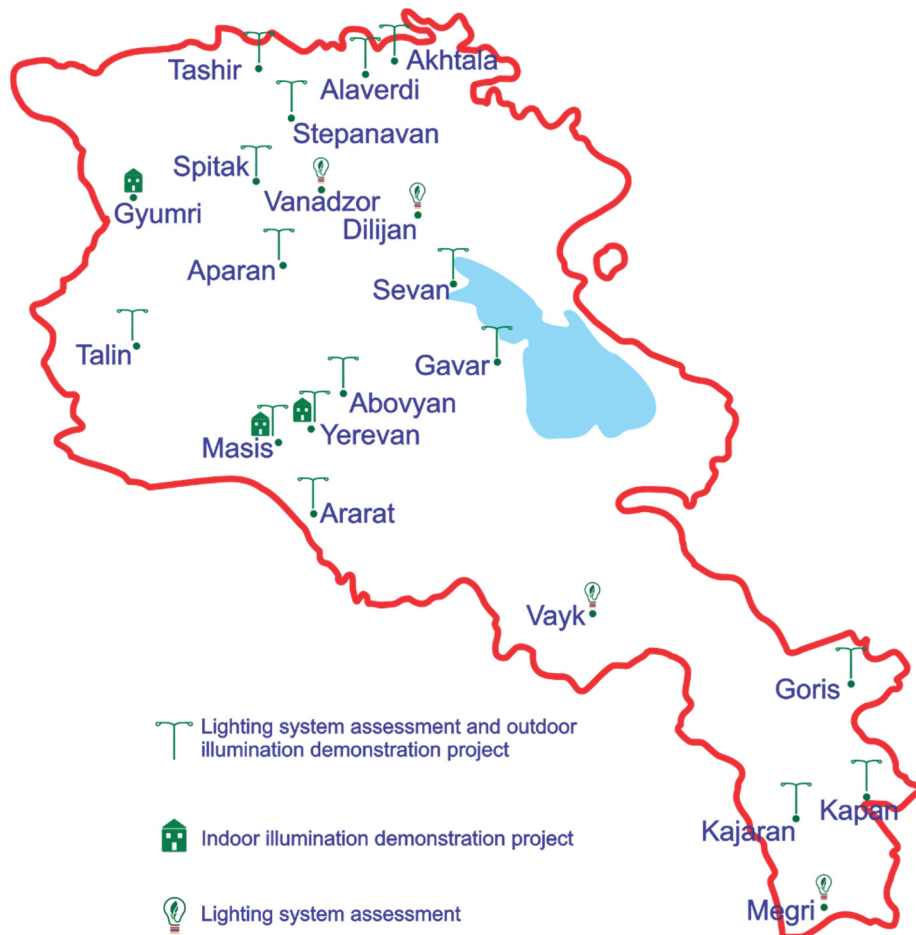 Akhtala
Tashir
Alaverdi
Stepanavan
Spitak
Vanadzor
Gyumri
Dilijan
Aparan
Sevan
Talin
Gavar
Abovyan
Yerevan
Masis
Ararat
Vayk
Goris
Lighting system assessment and outdoor
illumination demonstration project
Kapan
Kajaran
Indoor illumination demonstration project
Megri
Lighting system assessment